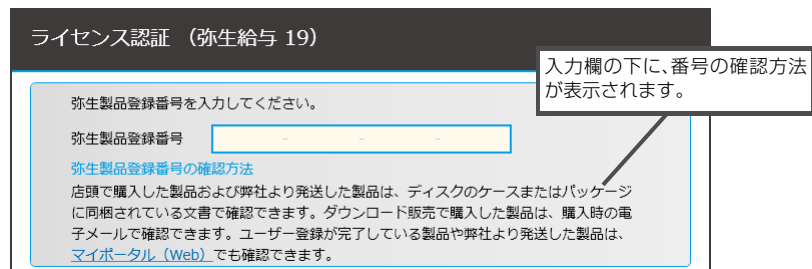 ライセンス認証 （弥生給与 19）
入力欄の下に、番号の確認方法
が表示されます。
弥生製品登録番号を入力してください。
弥生製品登録番号 - - -
弥生製品登録番号の確認方法
店頭で購入した製品および弊社より発送した製品は、ディスクのケースまたはパッケージ
に同梱されている文書で確認できます。ダウンロード販売で購入した製品は、購入時の電
子メールで確認できます。ユーザー登録が完了している製品や弊社より発送した製品は、
マイポータル（Web）でも確認できます。